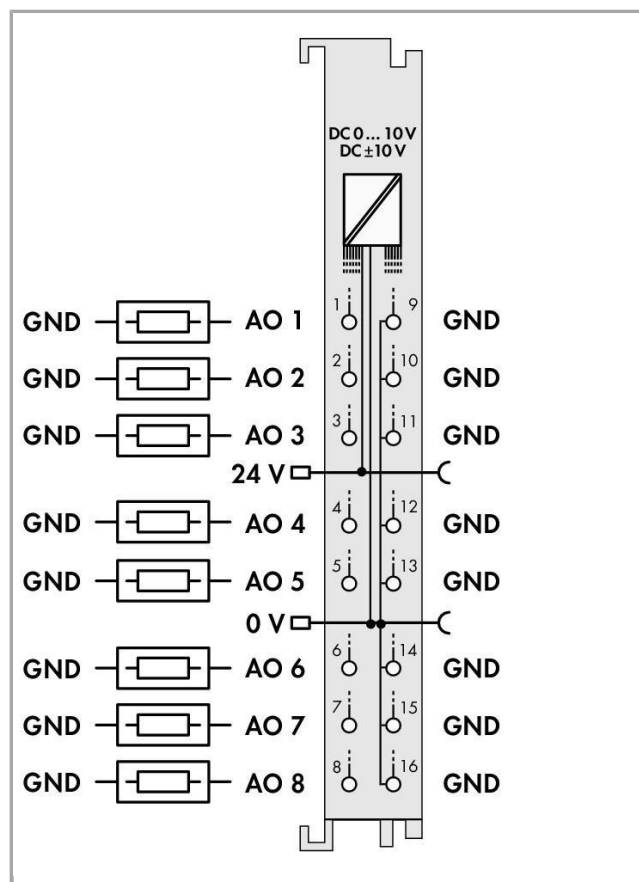 DC 0... 10 V
DC ± 10 V
GND AO 1 1 9 GND
GND AO 2 2 10 GND
GND AO 3 3 11 GND
24 V
GND AO 4 4 12 GND
GND AO 5 5 13 GND
0 V
GND AO 6 6 14 GND
GND AO 7 7 15 GND
GND AO 8 8 16 GND